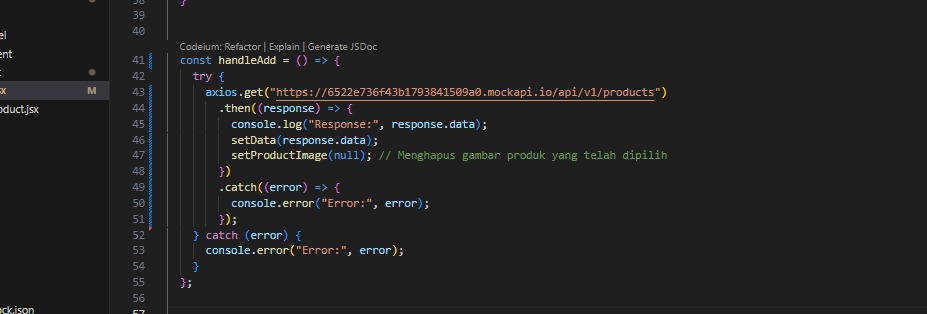 38 }
39
40
Codeium: Refactor | Explain | Generate JSDoc
41 const handleAdd = () => {
42 try {
43 axios.get("https://6522e736f43b1793841509a0.mockapi.io/api/v1/products")
44 .then((response) => {
45 console.log("Response:", response.data);
46 setData(response.data);
47 setProductImage(null); // Menghapus gambar produk yang telah dipilih
48 })
49 .catch((error) => {
50 console.error("Error:", error);
51 });
52 } catch (error) {
53 console.error("Error:", error);
54 }
55 };
56
57
el
ent
t
sx M
oduct.jsx
ock.json